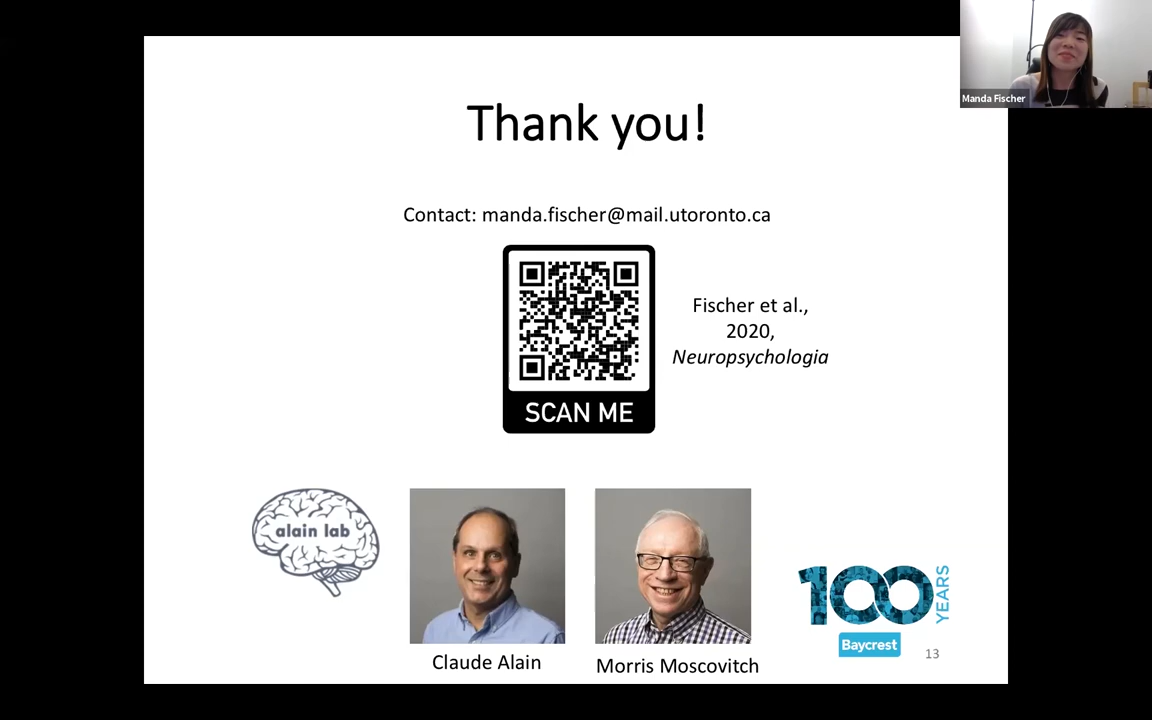 Manda Fischer
Thank you!
Contact: manda.fischer@mail.utoronto.ca
Fischer et al.,
2020,
Neuropsychologia
SCAN ME
alain lab
Claude Alain
Morris Moscovitch
100 YEARS
Baycrest
13